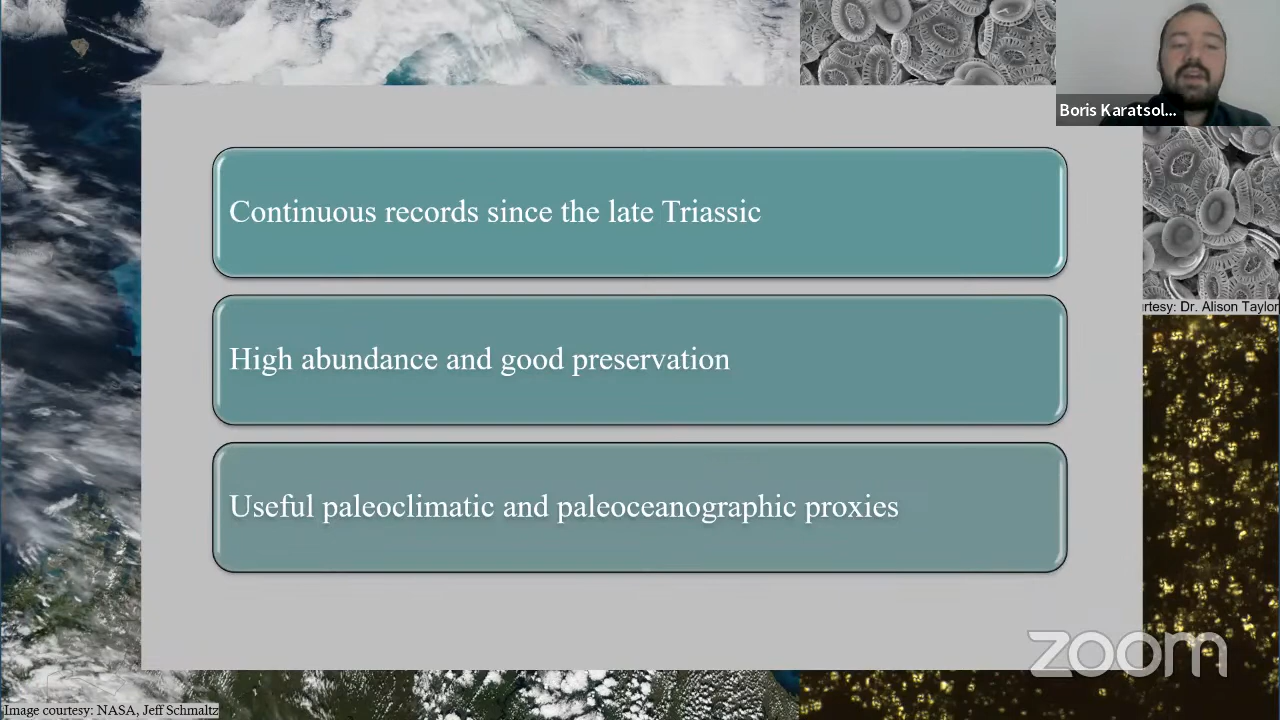 Boris Karatsol...
Continuous records since the late Triassic
rtesy: Dr. Alison Taylor
High abundance and good preservation
Useful paleoclimatic and paleoceanographic proxies
zoom
Image courtesy: NASA, Jeff Schmaltz